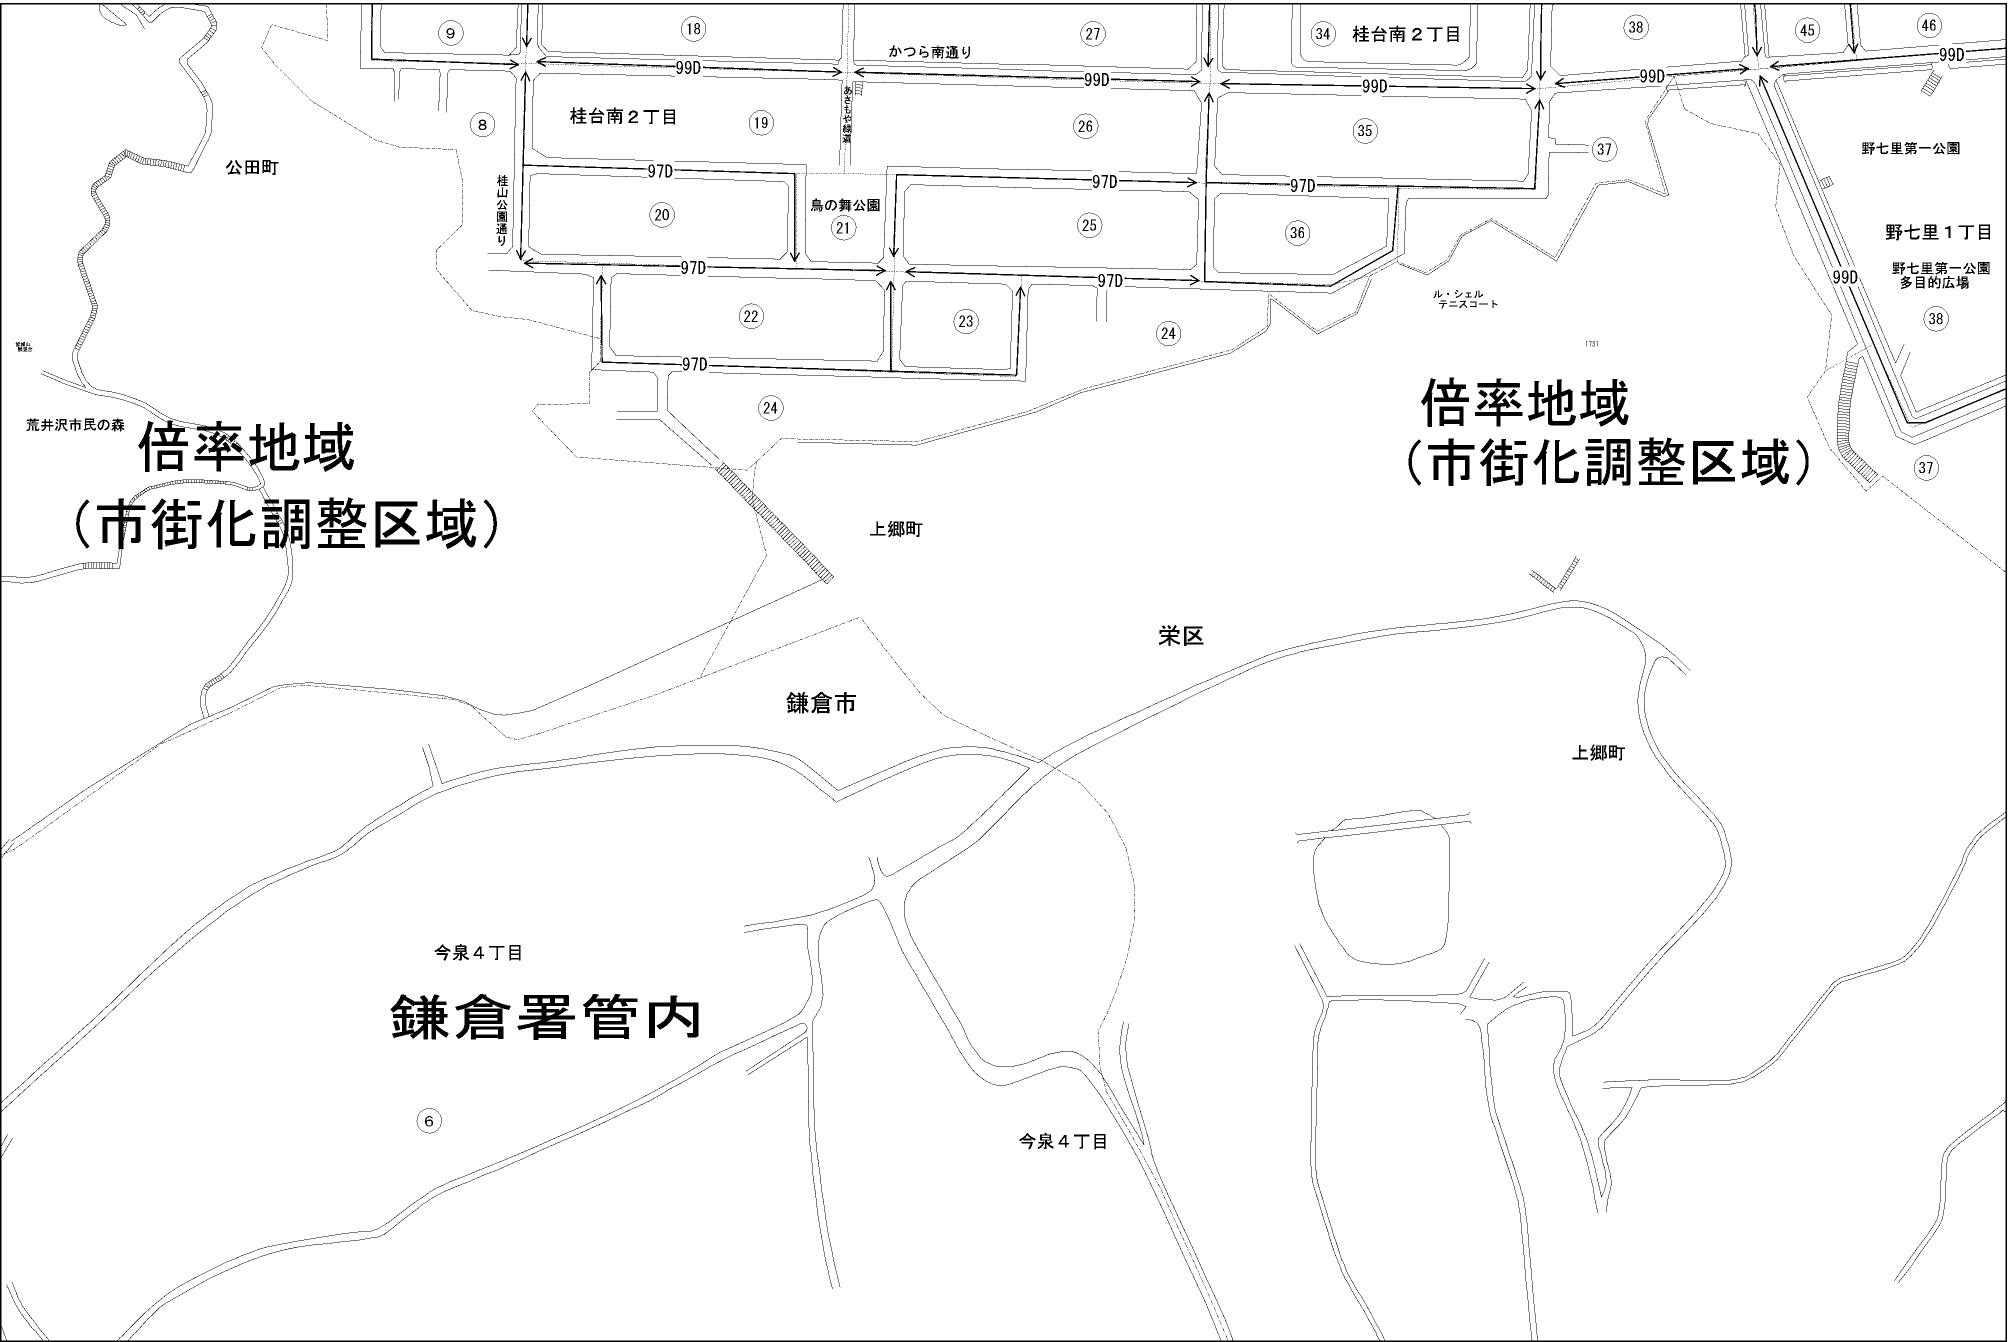 9
18
27
34
桂台南2丁目
38
45
46
かつら南通り
99D
99D
99D
99D
99D
8
桂台南2丁目
19
あさもや緑道
26
35
37
野七里第一公園
公田町
97D
97D
97D
桂山公園通り
20
鳥の舞公園
21
25
36
野七里1丁目
97D
97D
99D
野七里第一公園
多目的広場
ル・シェル
テニスコート
22
23
24
38
1731
97D
24
荒井沢市民の森
倍率地域
(市街化調整区域)
倍率地域
(市街化調整区域)
37
上郷町
栄区
鎌倉市
上郷町
今泉4丁目
鎌倉署管内
6
今泉4丁目